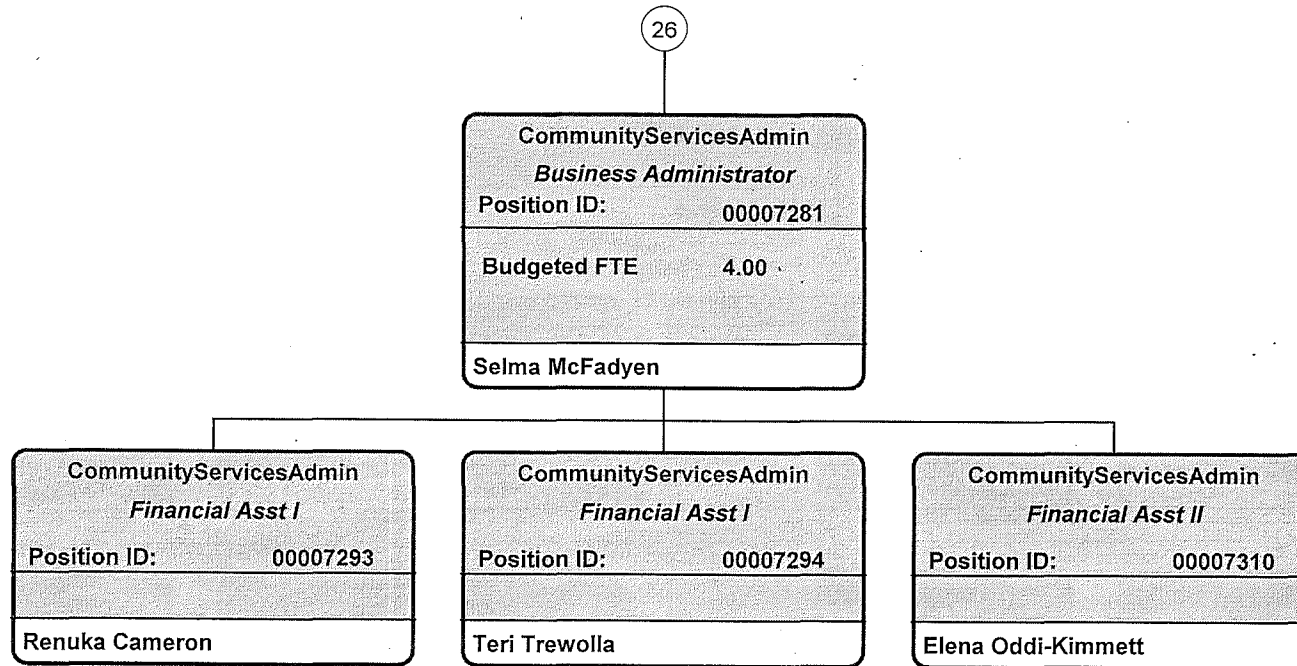 26
CommunityServicesAdmin
Business Administrator
Position ID: 00007281
Budgeted FTE 4.00
Selma McFadyen
CommunityServicesAdmin
Financial Asst I
Position ID: 00007293
Renuka Cameron
CommunityServicesAdmin
Financial Asst I
Position ID: 00007294
Teri Trewolla
CommunityServicesAdmin
Financial Asst II
Position ID: 00007310
Elena Oddi-Kimmett